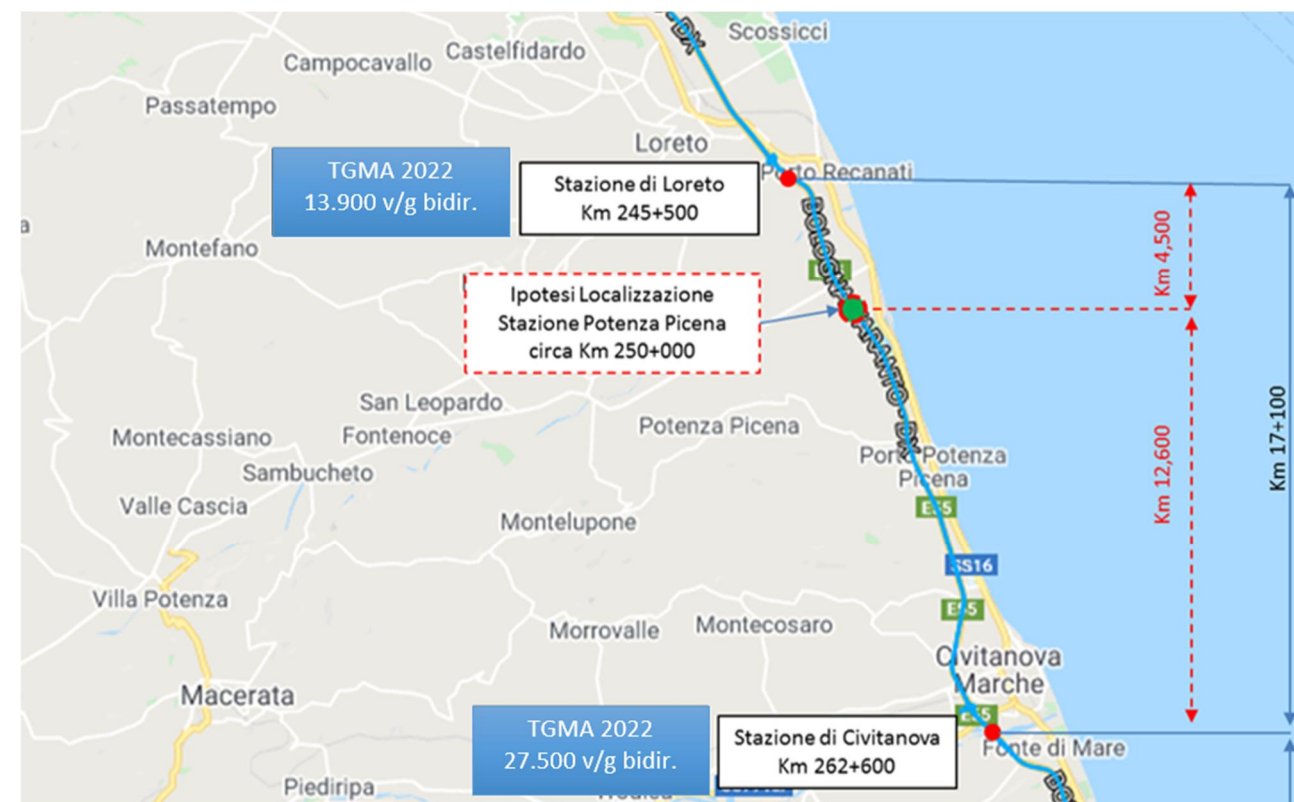 Scossicci
Castelfidardo
Campocavallo
Passatempo
Loreto
TGMA 2022
13.900 v/g bidir.
Stazione di Loreto
Km 245+500
Porto Recanati
Km 4,500
Montefano
Ipotesi Localizzazione
Stazione Potenza Picena
circa Km 250+000
San Leopardo
Potenza Picena
Montecassiano
Fontenoce
Km 17+100
Porto Potenza
Picena
Sambucheto
Km 12,600
Valle Cascia
Montelupone
E55
SS16
Villa Potenza
E55
Morrovalle
Montecosaro
Civitanova
Marche
Macerata
TGMA 2022
27.500 v/g bidir.
Stazione di Civitanova
Km 262+600
E55
Fonte di Mare
Piediripa